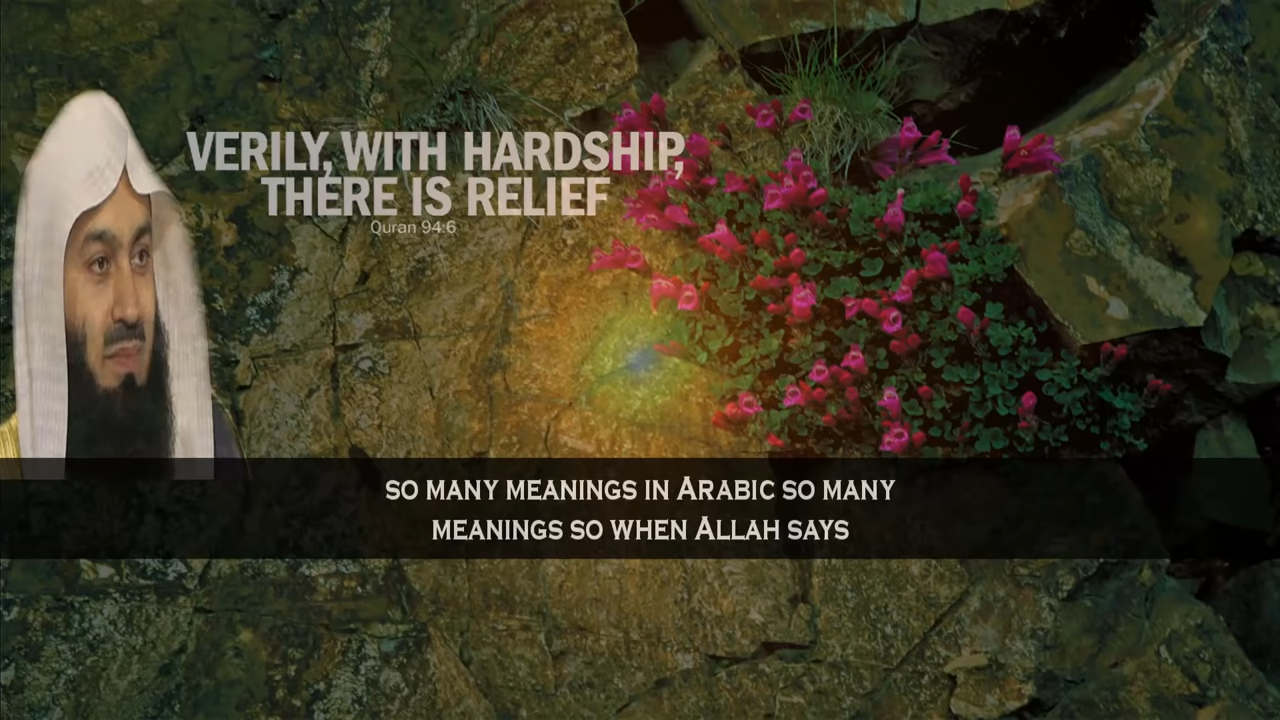 VERILY, WITH HARDSHIP,
THERE IS RELIEF
Quran 94:6
SO MANY MEANINGS IN ARABIC SO MANY
MEANINGS SO WHEN ALLAH SAYS